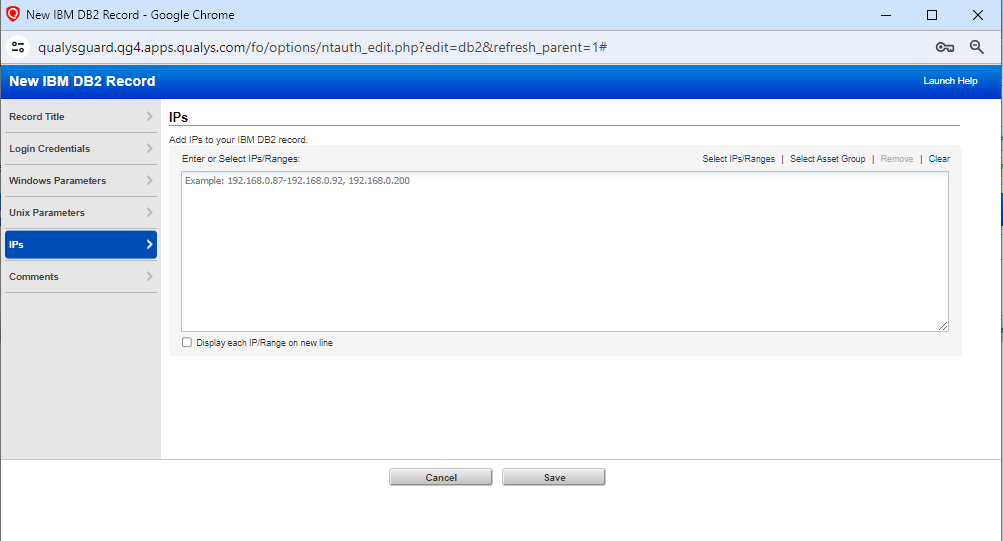 New IBM DB2 Record - Google Chrome
qualysguard.qg4.apps.qualys.com/fo/options/ntauth_edit.php?edit=db2&refresh_parent=1#
New IBM DB2 Record
Launch Help
Record Title
Login Credentials
Windows Parameters
Unix Parameters
IPs
Comments
IPs
Add IPs to your IBM DB2 record.
Enter or Select IPs/Ranges: Select IPs/Ranges | Select Asset Group | Remove | Clear
Example: 192.168.0.87-192.168.0.92, 192.168.0.200
Display each IP/Range on new line
Cancel Save